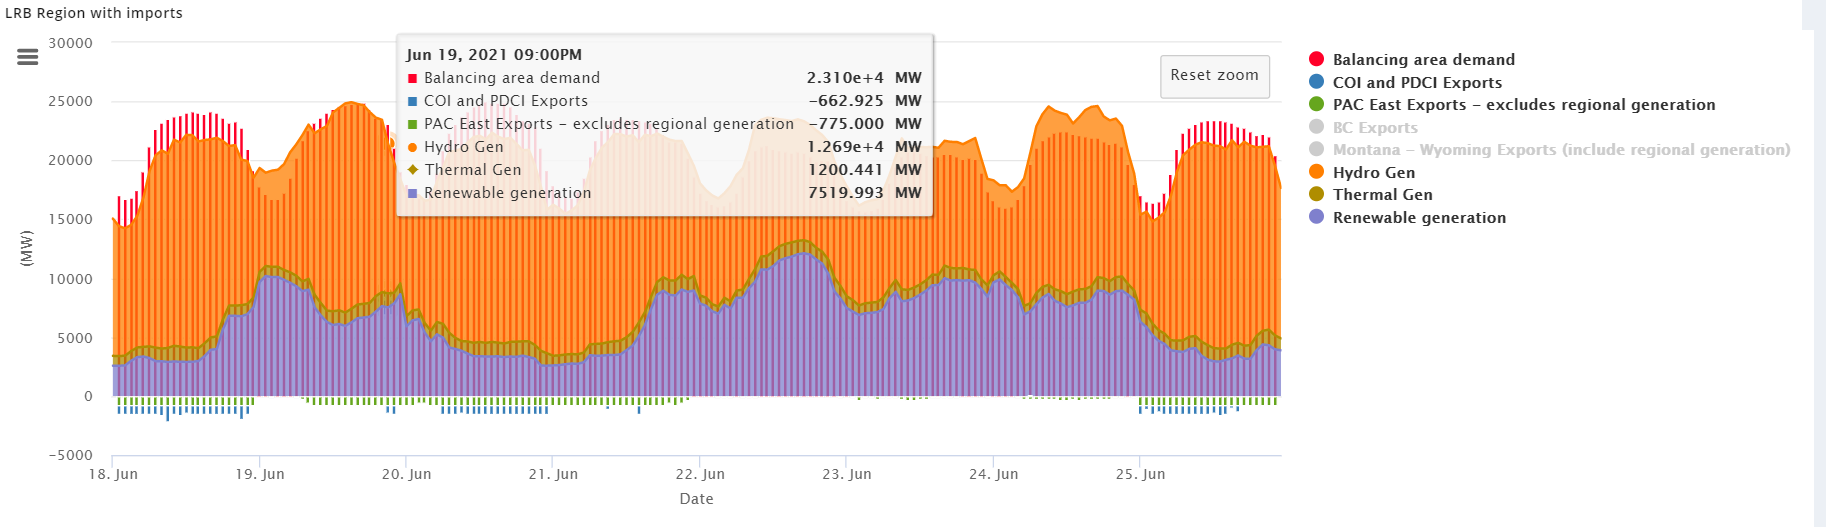 LRB Region with imports
30000
25000
20000
15000
10000
5000
0
−5000
(MW)
Jun 19, 2021 09:00PM
Balancing area demand 2.310e+4 MW
COI and PDCI Exports −662.925 MW
PAC East Exports − excludes regional generation −775.000 MW
Hydro Gen 1.269e+4 MW
Thermal Gen 1200.441 MW
Renewable generation 7519.993 MW
Reset zoom
Balancing area demand
COI and PDCI Exports
PAC East Exports − excludes regional generation
BC Exports
Montana − Wyoming Exports (include regional generation)
Hydro Gen
Thermal Gen
Renewable generation
18. Jun 19. Jun 20. Jun 21. Jun 22. Jun 23. Jun 24. Jun 25. Jun
Date